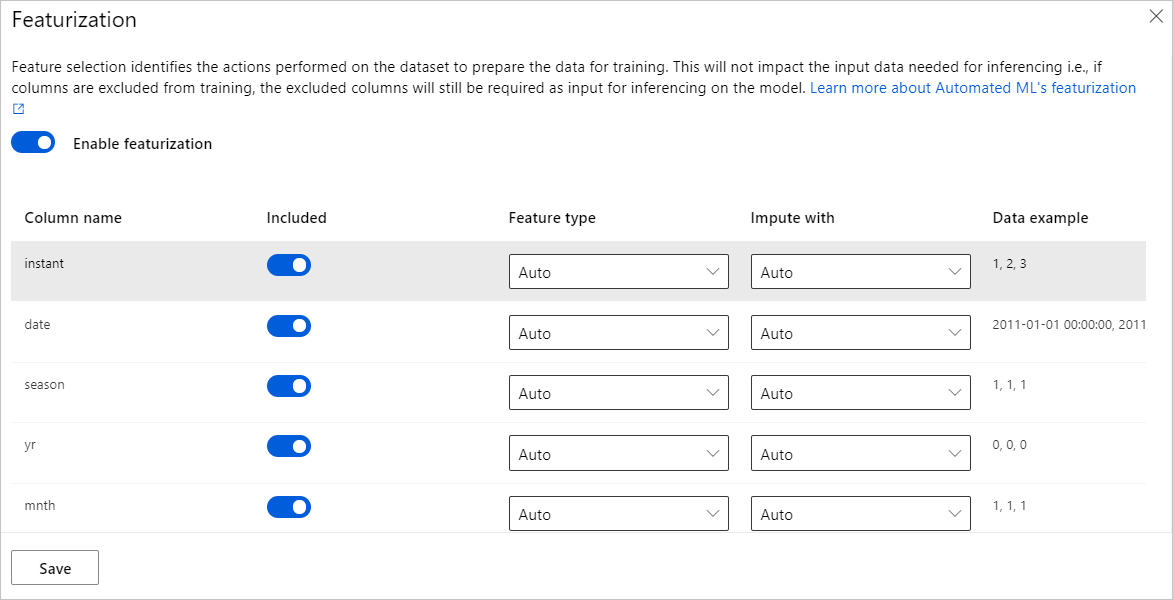 Featurization
Feature selection identifies the actions performed on the dataset to prepare the data for training. This will not impact the input data needed for inferencing i.e., if
columns are excluded from training, the excluded columns will still be required as input for inferencing on the model. Learn more about Automated ML's featurization
Enable featurization
Column name Included Feature type Impute with Data example
instant Auto Auto 1, 2, 3
date Auto Auto 2011-01-01 00:00:00, 2011
season Auto Auto 1, 1, 1
yr Auto Auto 0, 0, 0
mnth Auto Auto 1, 1, 1
Save